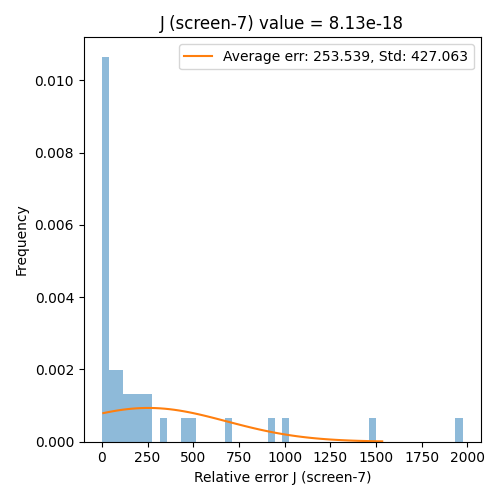 J (screen-7) value = 8.13e-18
Average err: 253.539, Std: 427.063
Frequency
0.010
0.008
0.006
0.004
0.002
0.000
0 250 500 750 1000 1250 1500 1750 2000
Relative error J (screen-7)